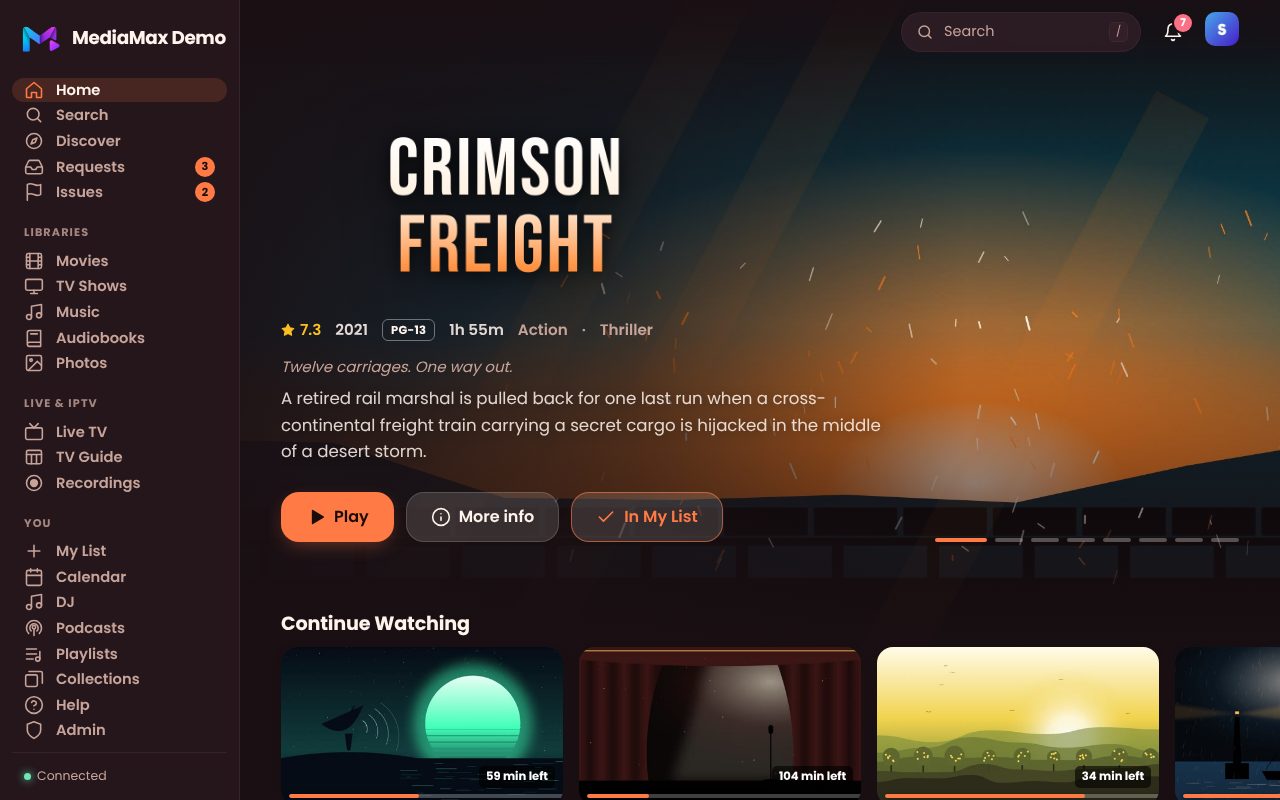 MediaMax Demo
Home
Search
Discover
Requests 3
Issues 2
LIBRARIES
Movies
TV Shows
Music
Audiobooks
Photos
LIVE & IPTV
Live TV
TV Guide
Recordings
YOU
My List
Calendar
DJ
Podcasts
Playlists
Collections
Help
Admin
Connected
Search /
7
S
CRIMSON
FREIGHT
7.3 2021 PG-13 1h 55m Action · Thriller
Twelve carriages. One way out.
A retired rail marshal is pulled back for one last run when a cross-
continental freight train carrying a secret cargo is hijacked in the middle
of a desert storm.
Play More info In My List
Continue Watching
59 min left 104 min left 34 min left